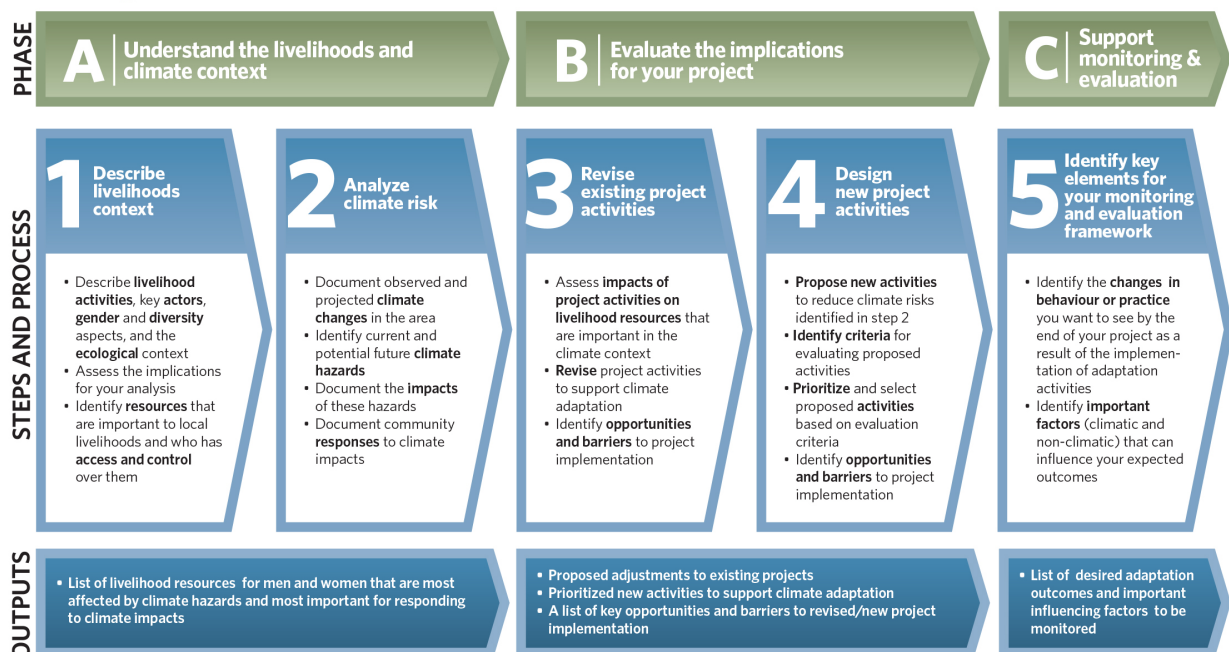 PHASE
A
Understand the livelihoods and
climate context
B
Evaluate the implications
for your project
C
Support
monitoring &
evaluation
STEPS AND PROCESS
1
Describe
livelihoods
context
• Describe livelihood
activities, key actors,
gender and diversity
aspects, and the
ecological context
• Assess the implications
for your analysis
• Identify resources that
are important to local
livelihoods and who has
access and control
over them
2
Analyze
climate risk
• Document observed and
projected climate
changes in the area
• Identify current and
potential future climate
hazards
• Document the impacts
of these hazards
• Document community
responses to climate
impacts
3
Revise
existing project
activities
• Assess impacts of
project activities on
livelihood resources that
are important in the
climate context
• Revise project activities
to support climate
adaptation
• Identify opportunities
and barriers to project
implementation
4
Design
new project
activities
• Propose new activities
to reduce climate risks
identified in step 2
• Identify criteria for
evaluating proposed
activities
• Prioritize and select
proposed activities
based on evaluation
criteria
• Identify opportunities
and barriers to project
implementation
5
Identify key
elements for
your monitoring
and evaluation
framework
• Identify the changes in
behaviour or practice
you want to see by the
end of your project as a
result of the implemen-
tation of adaptation
activities
• Identify important
factors (climatic and
non-climatic) that can
influence your expected
outcomes
OUTPUTS
• List of livelihood resources for men and women that are most
affected by climate hazards and most important for responding
to climate impacts
• Proposed adjustments to existing projects
• Prioritized new activities to support climate adaptation
• A list of key opportunities and barriers to revised/new project
implementation
• List of desired adaptation
outcomes and important
influencing factors to be
monitored